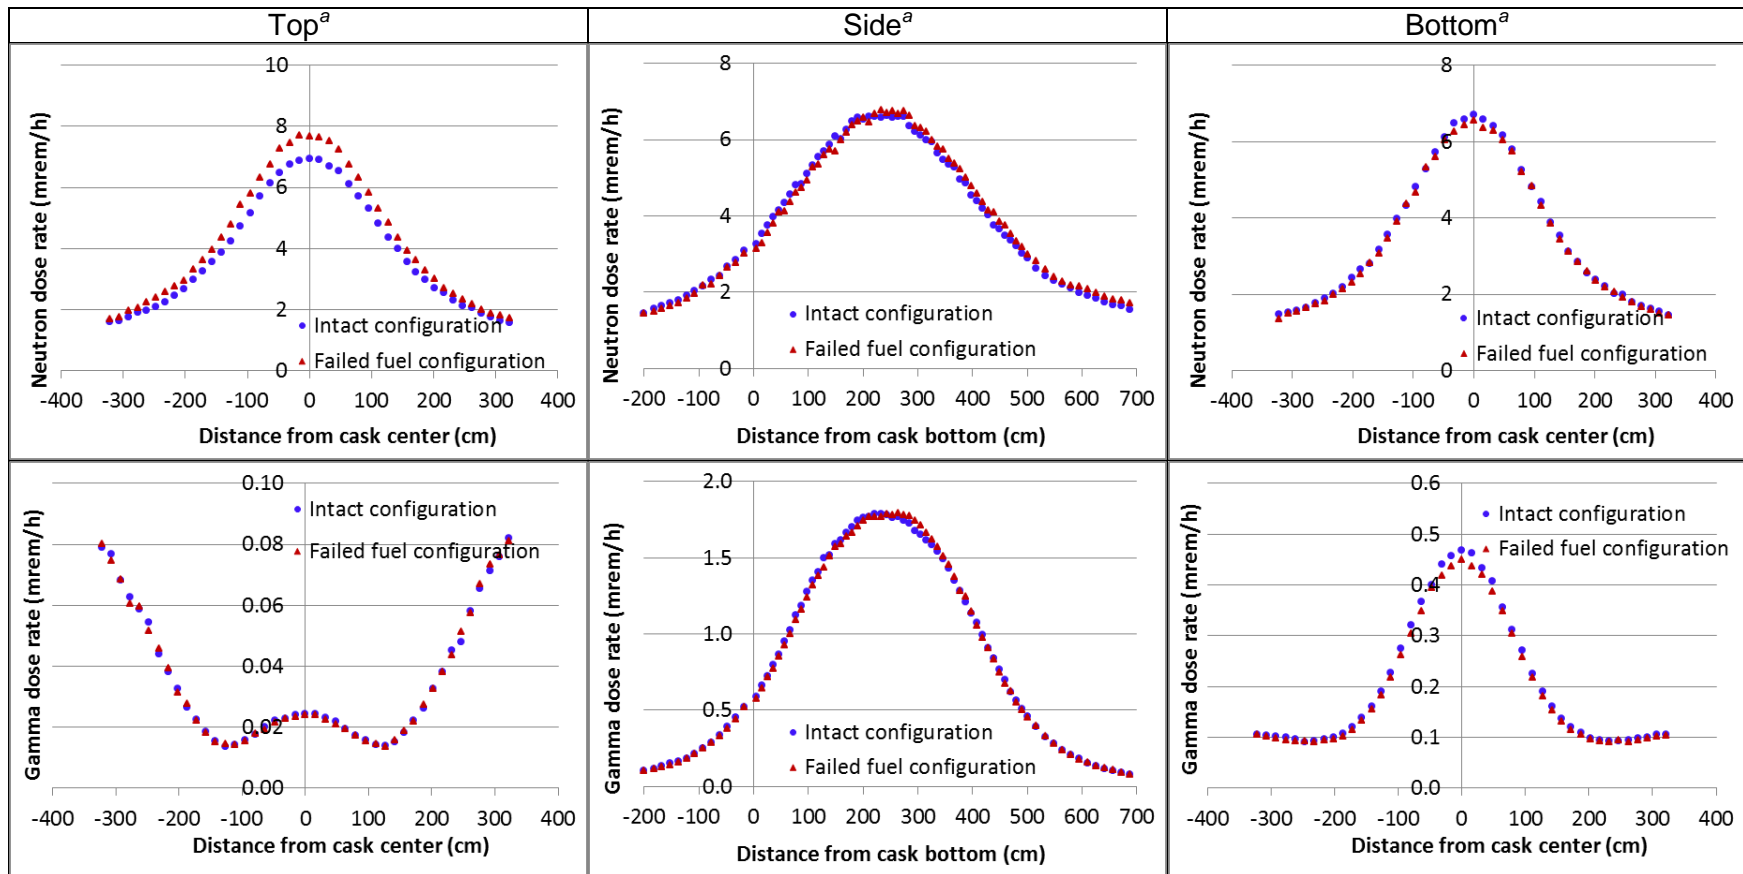 Topa
Sidea
Bottoma
Neutron dose rate (mrem/h)
10
8
6
4
2
0
Intact configuration
Failed fuel configuration
-400 -300 -200 -100 0 100 200 300 400
Distance from cask center (cm)
Neutron dose rate (mrem/h)
8
6
4
2
0
Intact configuration
Failed fuel configuration
-200 -100 0 100 200 300 400 500 600 700
Distance from cask bottom (cm)
Neutron dose rate (mrem/h)
8
6
4
2
0
Intact configuration
Failed fuel configuration
-400 -300 -200 -100 0 100 200 300 400
Distance from cask center (cm)
Gamma dose rate (mrem/h)
0.10
0.08
0.06
0.04
0.02
0.00
Intact configuration
Failed fuel configuration
-400 -300 -200 -100 0 100 200 300 400
Distance from cask center (cm)
Gamma dose rate (mrem/h)
2.0
1.5
1.0
0.5
0.0
Intact configuration
Failed fuel configuration
-200 -100 0 100 200 300 400 500 600 700
Distance from cask bottom (cm)
Gamma dose rate (mrem/h)
0.6
0.5
0.4
0.3
0.2
0.1
0.0
Intact configuration
Failed fuel configuration
-400 -300 -200 -100 0 100 200 300 400
Distance from cask center (cm)